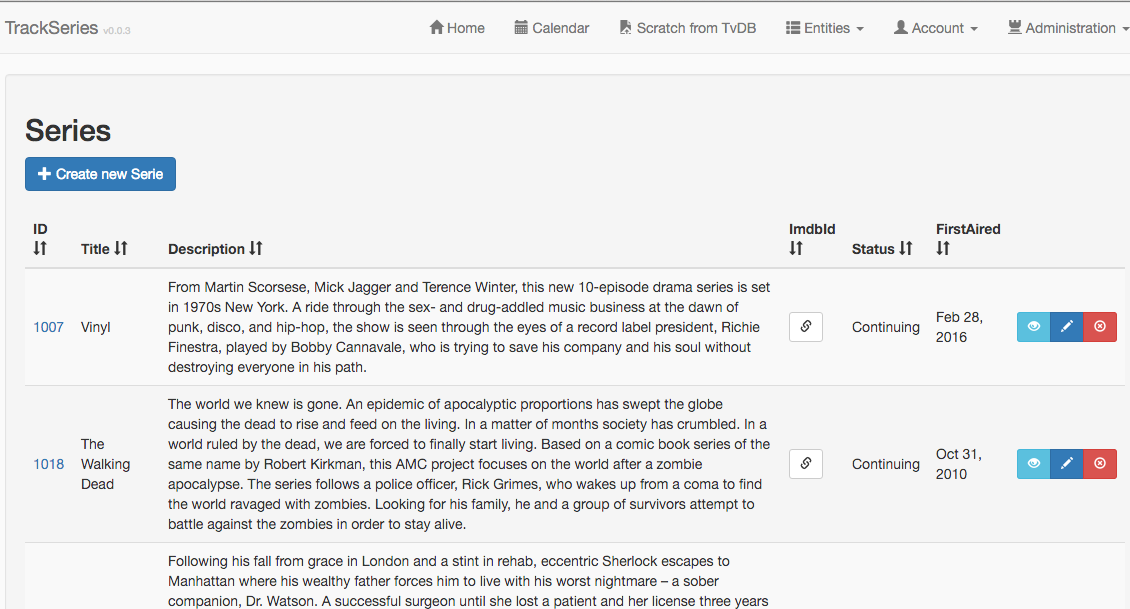 TrackSeries v0.0.3
Home
Calendar
Scratch from TvDB
Entities
Account
Administration
Series
Create new Serie
ID
Title
Description
ImdbId
Status
FirstAired
1007
Vinyl
From Martin Scorsese, Mick Jagger and Terence Winter, this new 10-episode drama series is set
in 1970s New York. A ride through the sex- and drug-addled music business at the dawn of
punk, disco, and hip-hop, the show is seen through the eyes of a record label president, Richie
Finestra, played by Bobby Cannavale, who is trying to save his company and his soul without
destroying everyone in his path.
Continuing
Feb 28,
2016
1018
The
Walking
Dead
The world we knew is gone. An epidemic of apocalyptic proportions has swept the globe
causing the dead to rise and feed on the living. In a matter of months society has crumbled. In a
world ruled by the dead, we are forced to finally start living. Based on a comic book series of the
same name by Robert Kirkman, this AMC project focuses on the world after a zombie
apocalypse. The series follows a police officer, Rick Grimes, who wakes up from a coma to find
the world ravaged with zombies. Looking for his family, he and a group of survivors attempt to
battle against the zombies in order to stay alive.
Continuing
Oct 31,
2010
Following his fall from grace in London and a stint in rehab, eccentric Sherlock escapes to
Manhattan where his wealthy father forces him to live with his worst nightmare – a sober
companion, Dr. Watson. A successful surgeon until she lost a patient and her license three years